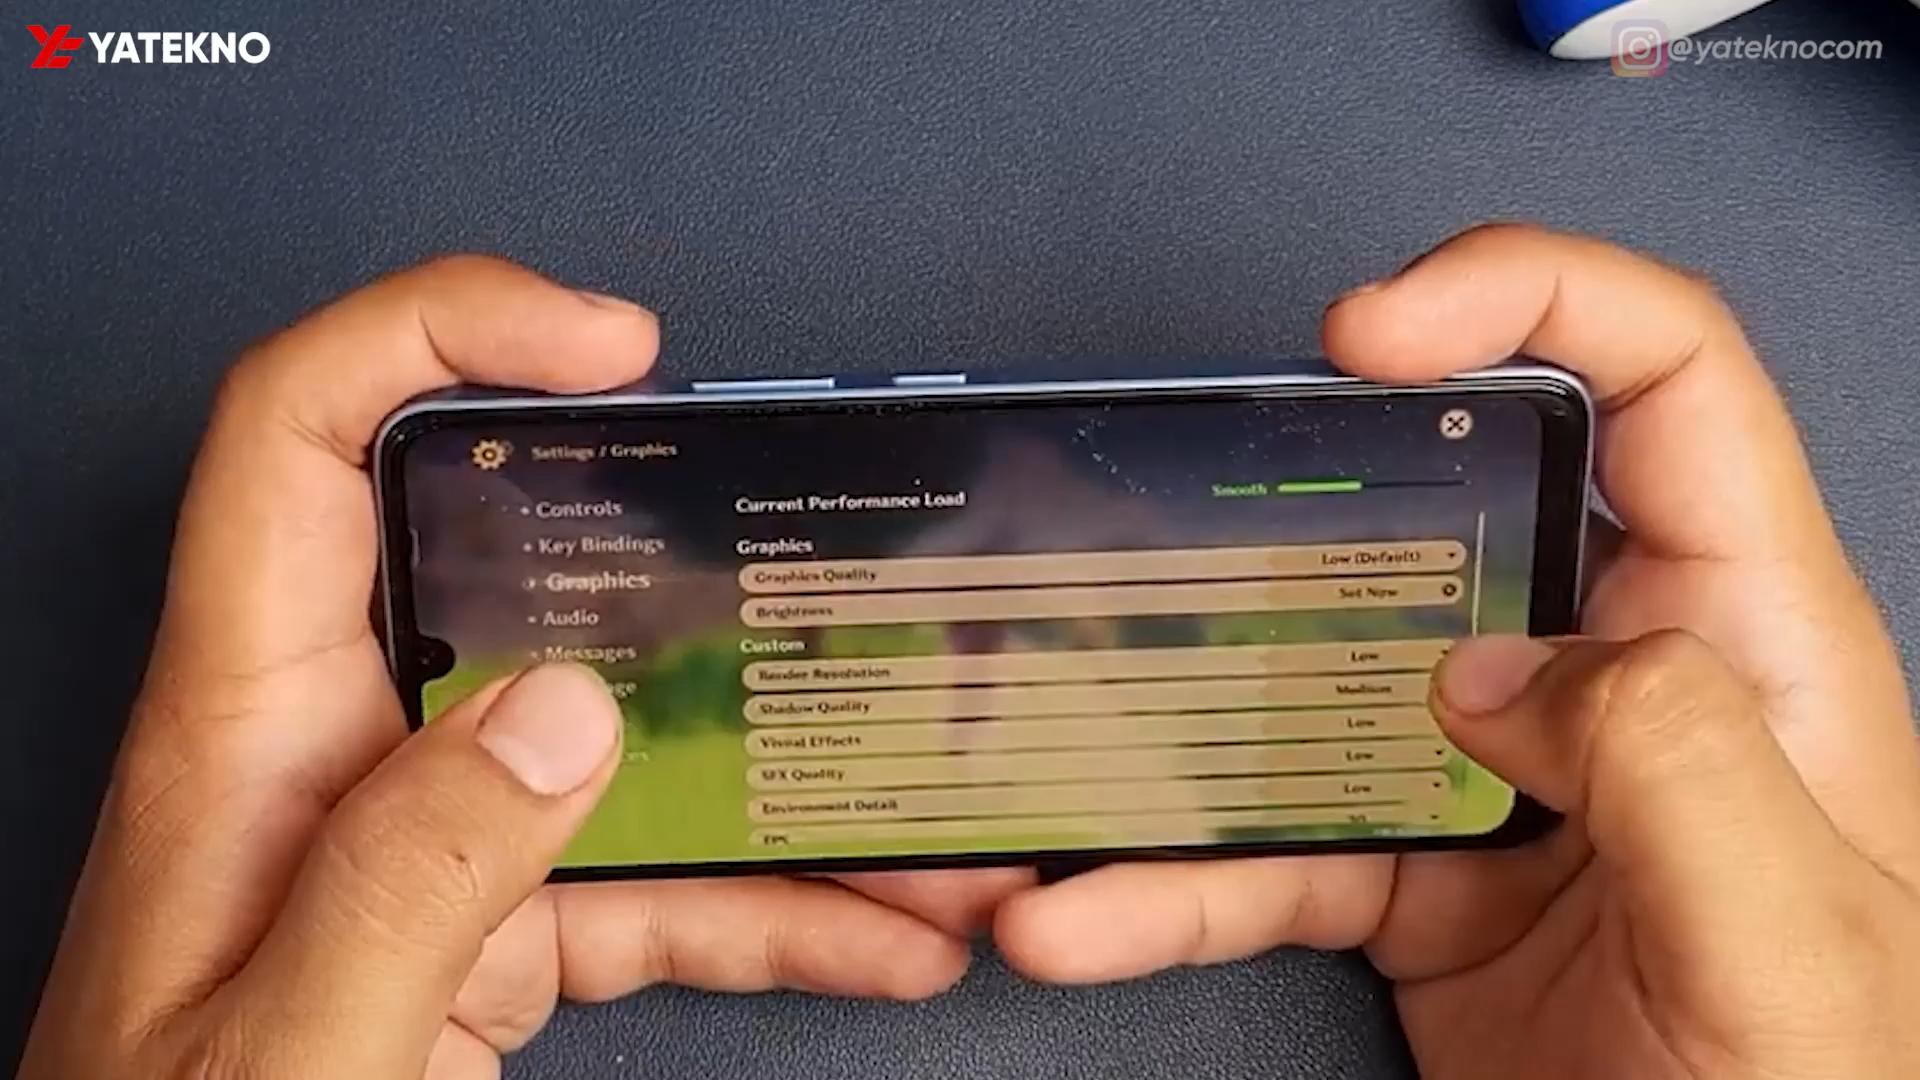 YATEKNO
@yateknocom
Settings / Graphics
Controls
Key Bindings
Graphics
Audio
Messages
Current Performance Load
Smooth
Graphics
Graphics Quality
Low (Default)
Brightness
Set Now
Custom
Render Resolution
Low
Shadow Quality
Medium
Visual Effects
Low
SFX Quality
Low
Environment Detail
Low
FPS
30